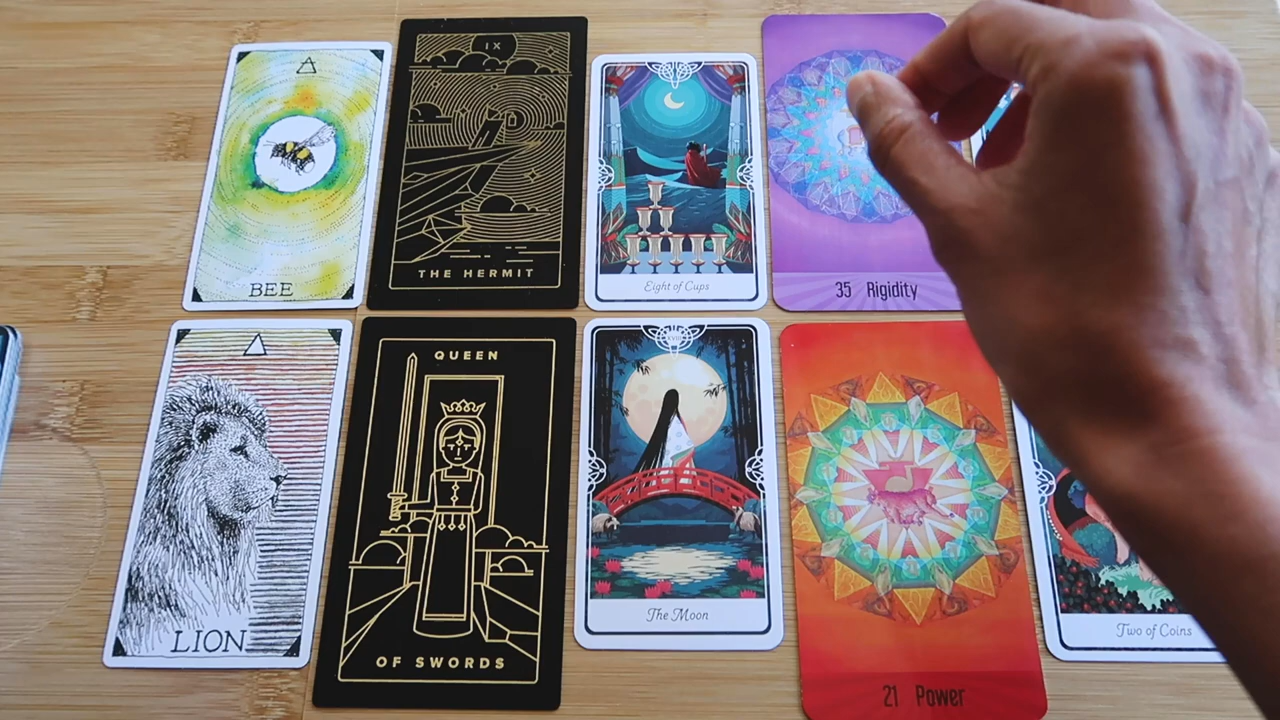 BEE
IX
THE HERMIT
Eight of Cups
35 Rigidity
LION
QUEEN
OF SWORDS
XVIII
The Moon
21 Power
Two of Coins